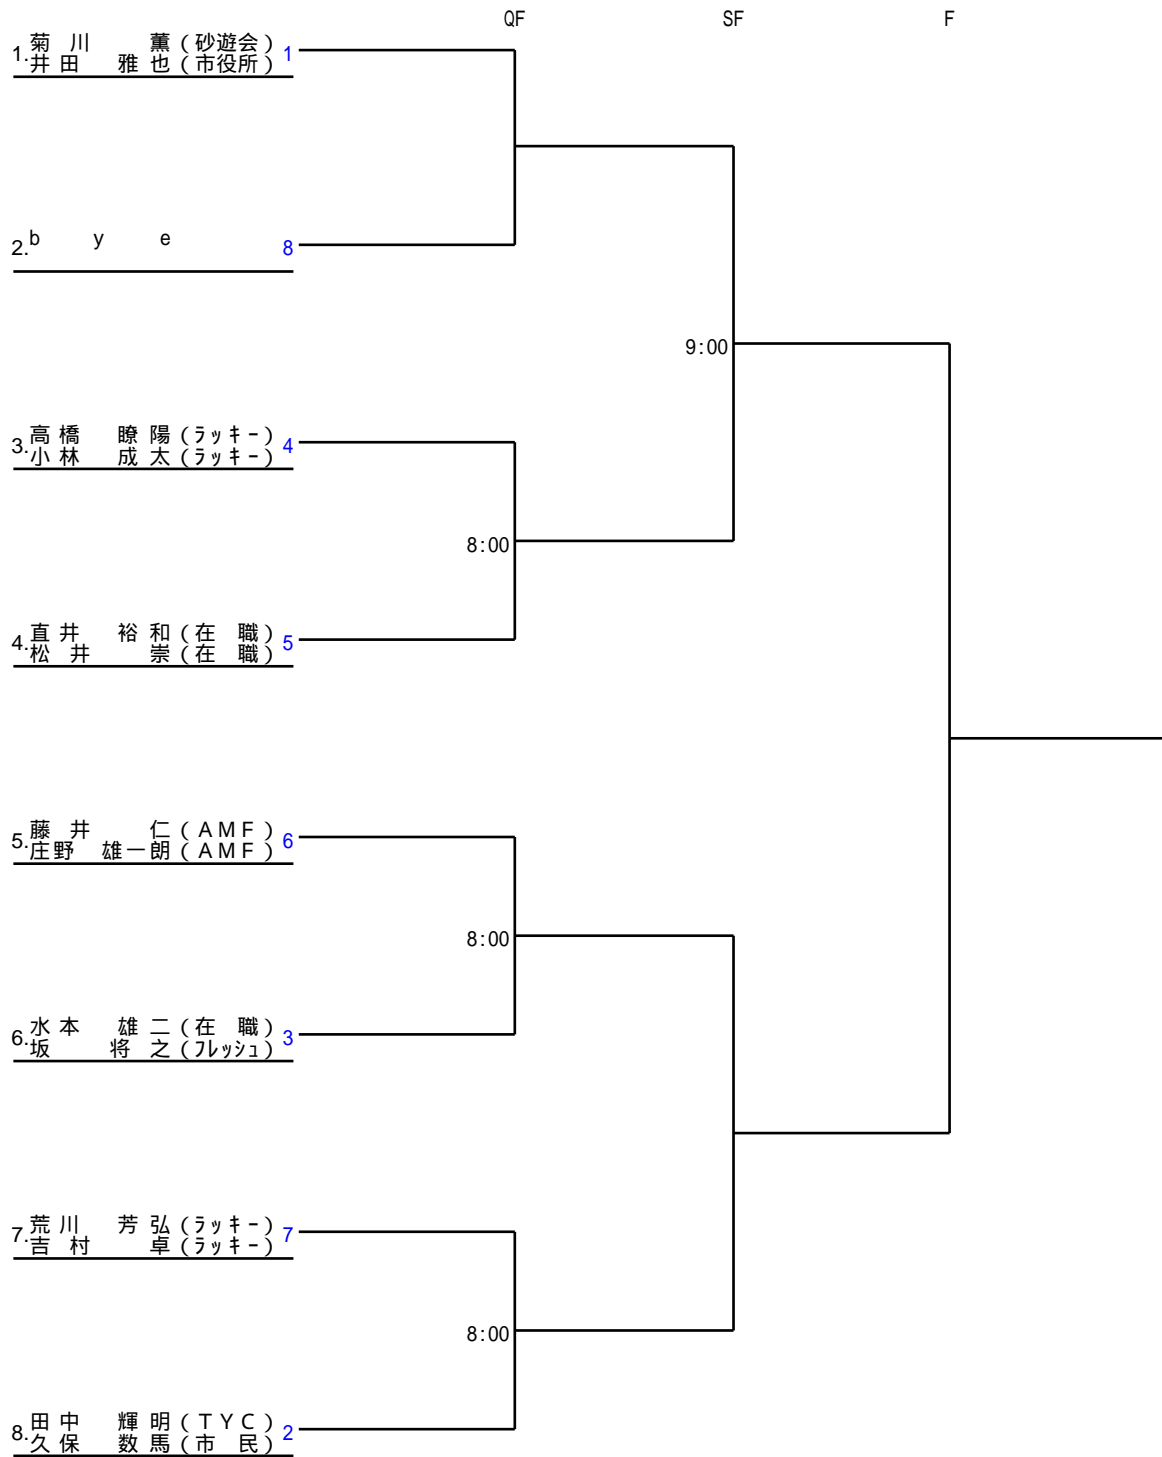 QF SF F
1. 菊川 薫(砂遊会) 1
井田 雅也(市役所)
2. bye 8
9:00
3. 高橋 瞭陽(ラッキー) 4
小林 成太(ラッキー)
8:00
4. 直井 裕和(在 職) 5
松井 崇(在 職)
5. 藤井 仁(AMF) 6
庄野 雄一朗(AMF)
8:00
6. 水本 雄二(在 職) 3
坂 将之(フレッシュ)
7. 荒川 芳弘(ラッキー) 7
吉村 卓(ラッキー)
8:00
8. 田中 輝明(TYC) 2
久保 数馬(市 民)